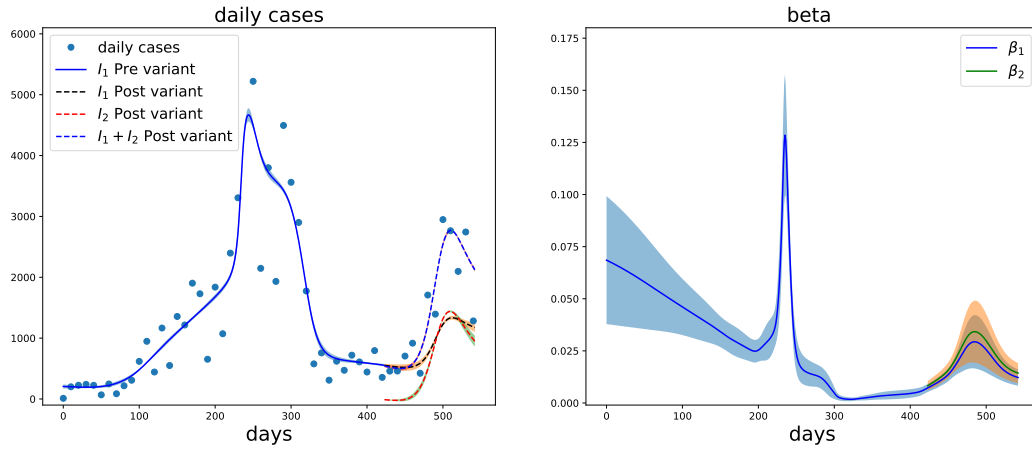 daily cases
6000
5000
4000
3000
2000
1000
0
daily cases
I₁ Pre variant
I₁ Post variant
I₂ Post variant
I₁ + I₂ Post variant
0 100 200 300 400 500
days
beta
0.175
0.150
0.125
0.100
0.075
0.050
0.025
0.000
β₁
β₂
0 100 200 300 400 500
days